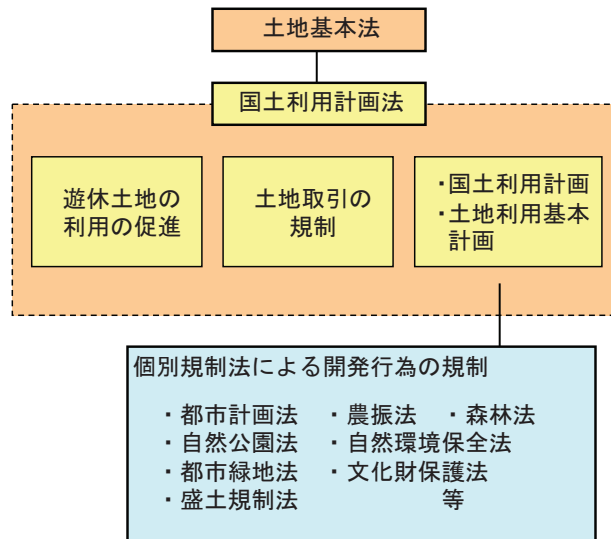 土地基本法
国土利用計画法
遊休土地の
利用の促進
土地取引の
規制
・国土利用計画
・土地利用基本
計画
個別規制法による開発行為の規制
・都市計画法　・農振法　・森林法
・自然公園法　・自然環境保全法
・都市緑地法　・文化財保護法
・盛土規制法　　　　等